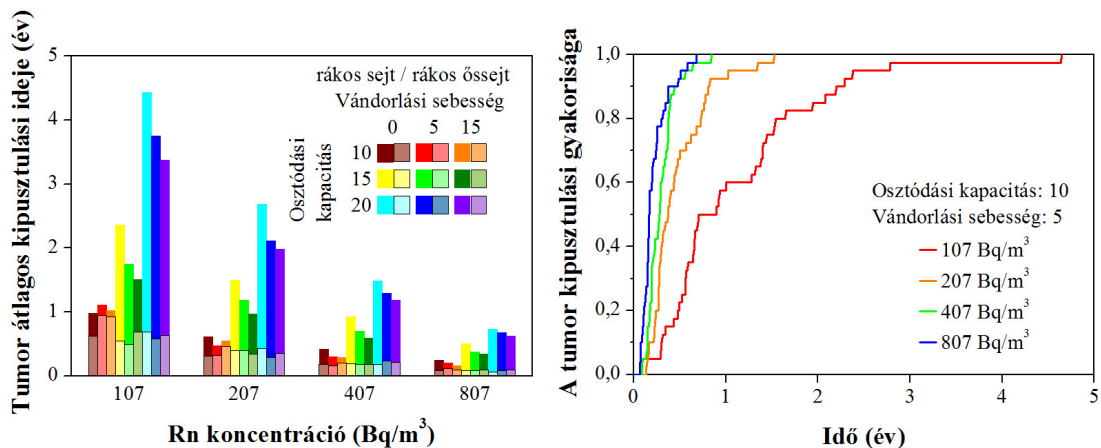 Tumor átlagos kipusztulási ideje (év)
5
4
3
2
1
0
rákos sejt / rákos őssejt
Vándorlási sebesség
0 5 15
Osztódási
kapacitás
10
15
20
107 207 407 807
Rn koncentráció (Bq/m³)
A tumor kipusztulási gyakorisága
1,0
0,8
0,6
0,4
0,2
0,0
Osztódási kapacitás: 10
Vándorlási sebesség: 5
107 Bq/m³
207 Bq/m³
407 Bq/m³
807 Bq/m³
0 1 2 3 4 5
Idő (év)